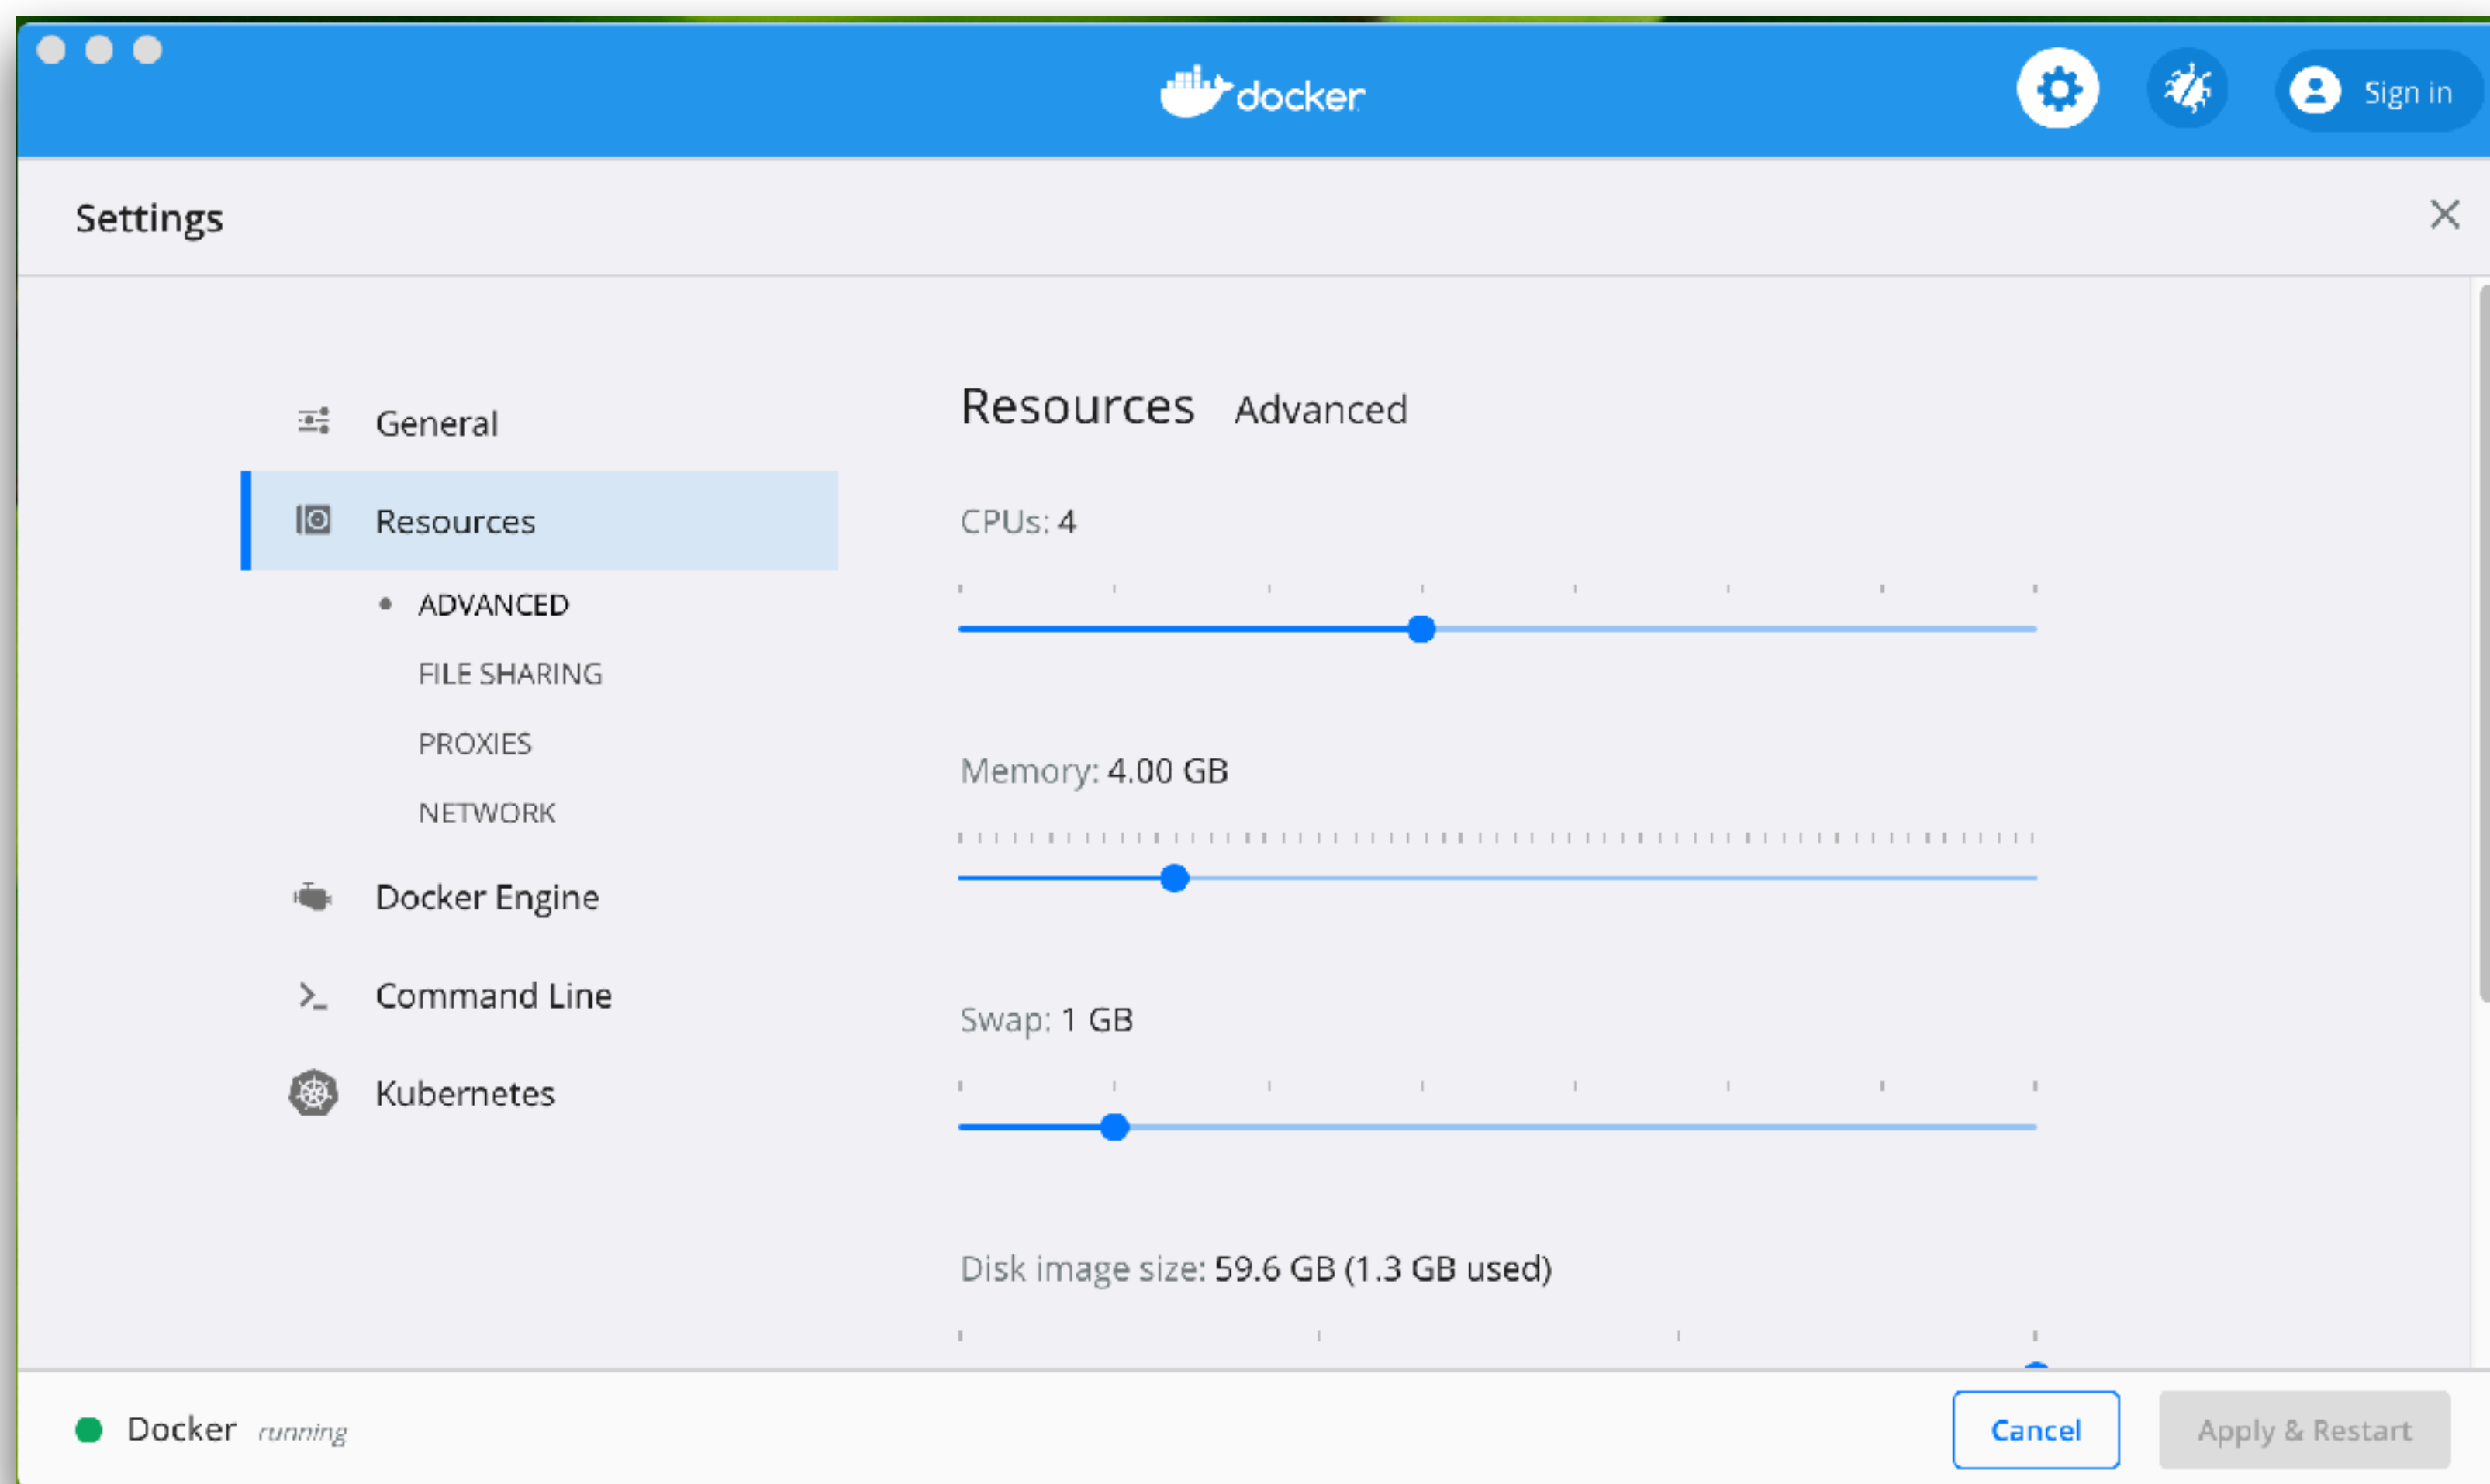 docker
Sign in
Settings
General
Resources
ADVANCED
FILE SHARING
PROXIES
NETWORK
Docker Engine
Command Line
Kubernetes
Resources Advanced
CPUs: 4
Memory: 4.00 GB
Swap: 1 GB
Disk image size: 59.6 GB (1.3 GB used)
Docker running
Cancel
Apply & Restart